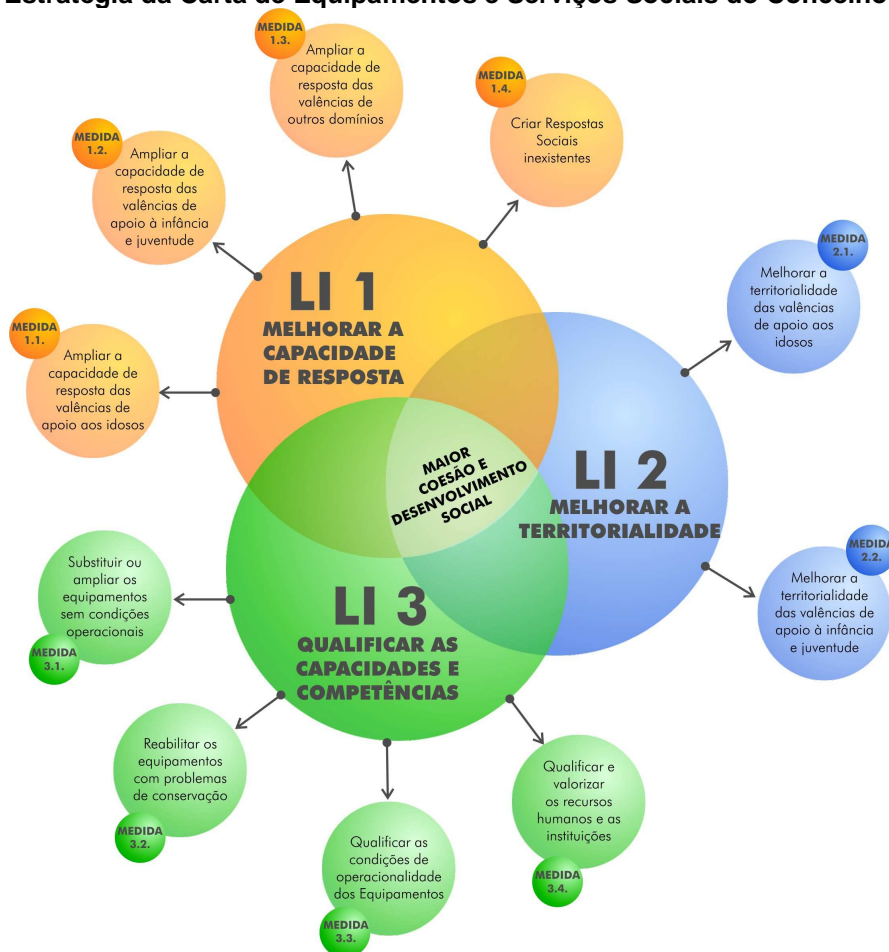 Estratégia da Carta de Equipamentos e Serviços Sociais do Concelho
MEDIDA
1.3.
Ampliar a
capacidade de
resposta das
valências de
outros domínios
MEDIDA
1.4.
Criar Respostas
Sociais
inexistentes
MEDIDA
1.2.
Ampliar a
capacidade de
resposta das
valências de
apoio à infância
e juventude
MEDIDA
1.1.
Ampliar a
capacidade de
resposta das
valências de
apoio aos idosos
LI 1
MELHORAR A
CAPACIDADE
DE RESPOSTA
MEDIDA
2.1.
Melhorar a
territorialidade
das valências
de apoio aos
idosos
LI 2
MELHORAR A
TERRITORIALIDADE
MEDIDA
2.2.
Melhorar a
territorialidade
das valências de
apoio à infância
e juventude
MAIOR
COESÃO E
DESENVOLVIMENTO
SOCIAL
LI 3
QUALIFICAR AS
CAPACIDADES E
COMPETÊNCIAS
Substituir ou
ampliar os
equipamentos
sem condições
operacionais
MEDIDA
3.1.
Reabilitar os
equipamentos
com problemas
de conservação
MEDIDA
3.2.
Qualificar as
condições de
operacionalidade
dos Equipamentos
MEDIDA
3.3.
Qualificar e
valorizar
os recursos
humanos e as
instituições
MEDIDA
3.4.